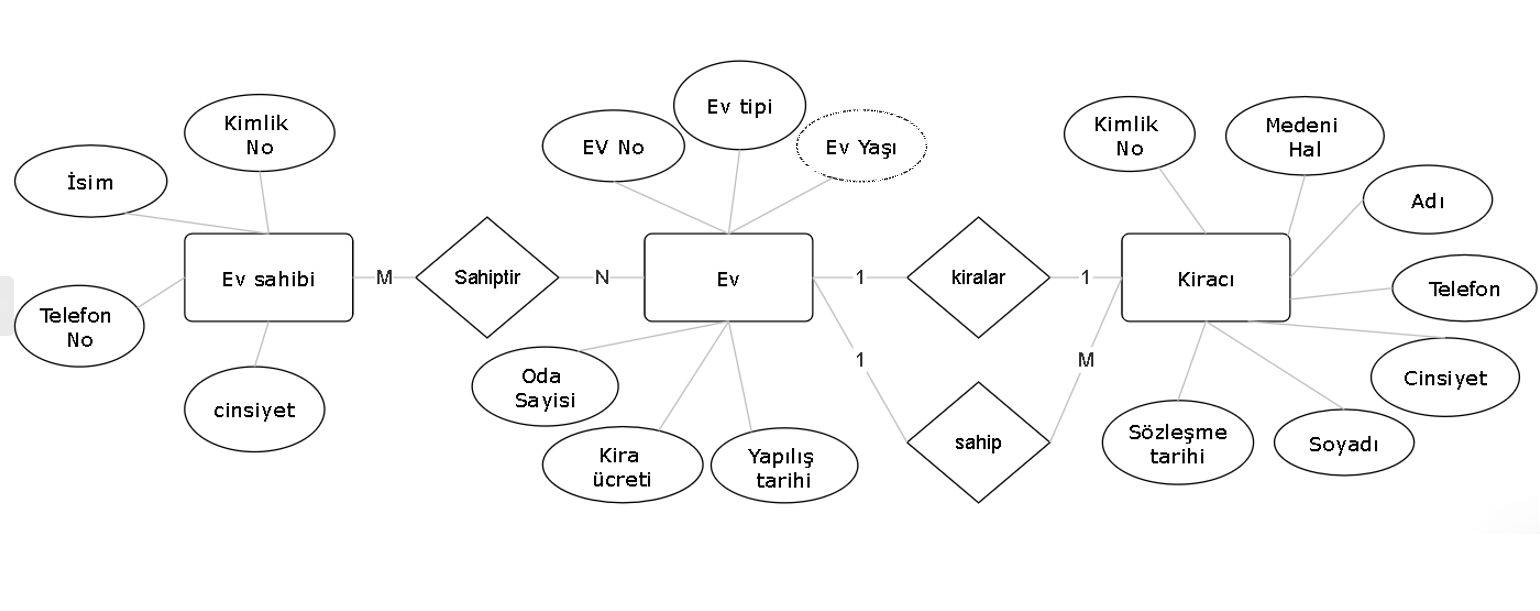 Kimlik
No
İsim
Ev sahibi
Telefon
No
cinsiyet
M
Sahiptir
N
EV No
Ev tipi
Ev Yaşı
Ev
Oda
Sayisi
Kira
ücreti
Yapılış
tarihi
1
kiralar
1
1
sahip
M
Kimlik
No
Medeni
Hal
Adı
Kiracı
Telefon
Cinsiyet
Sözleşme
tarihi
Soyadı